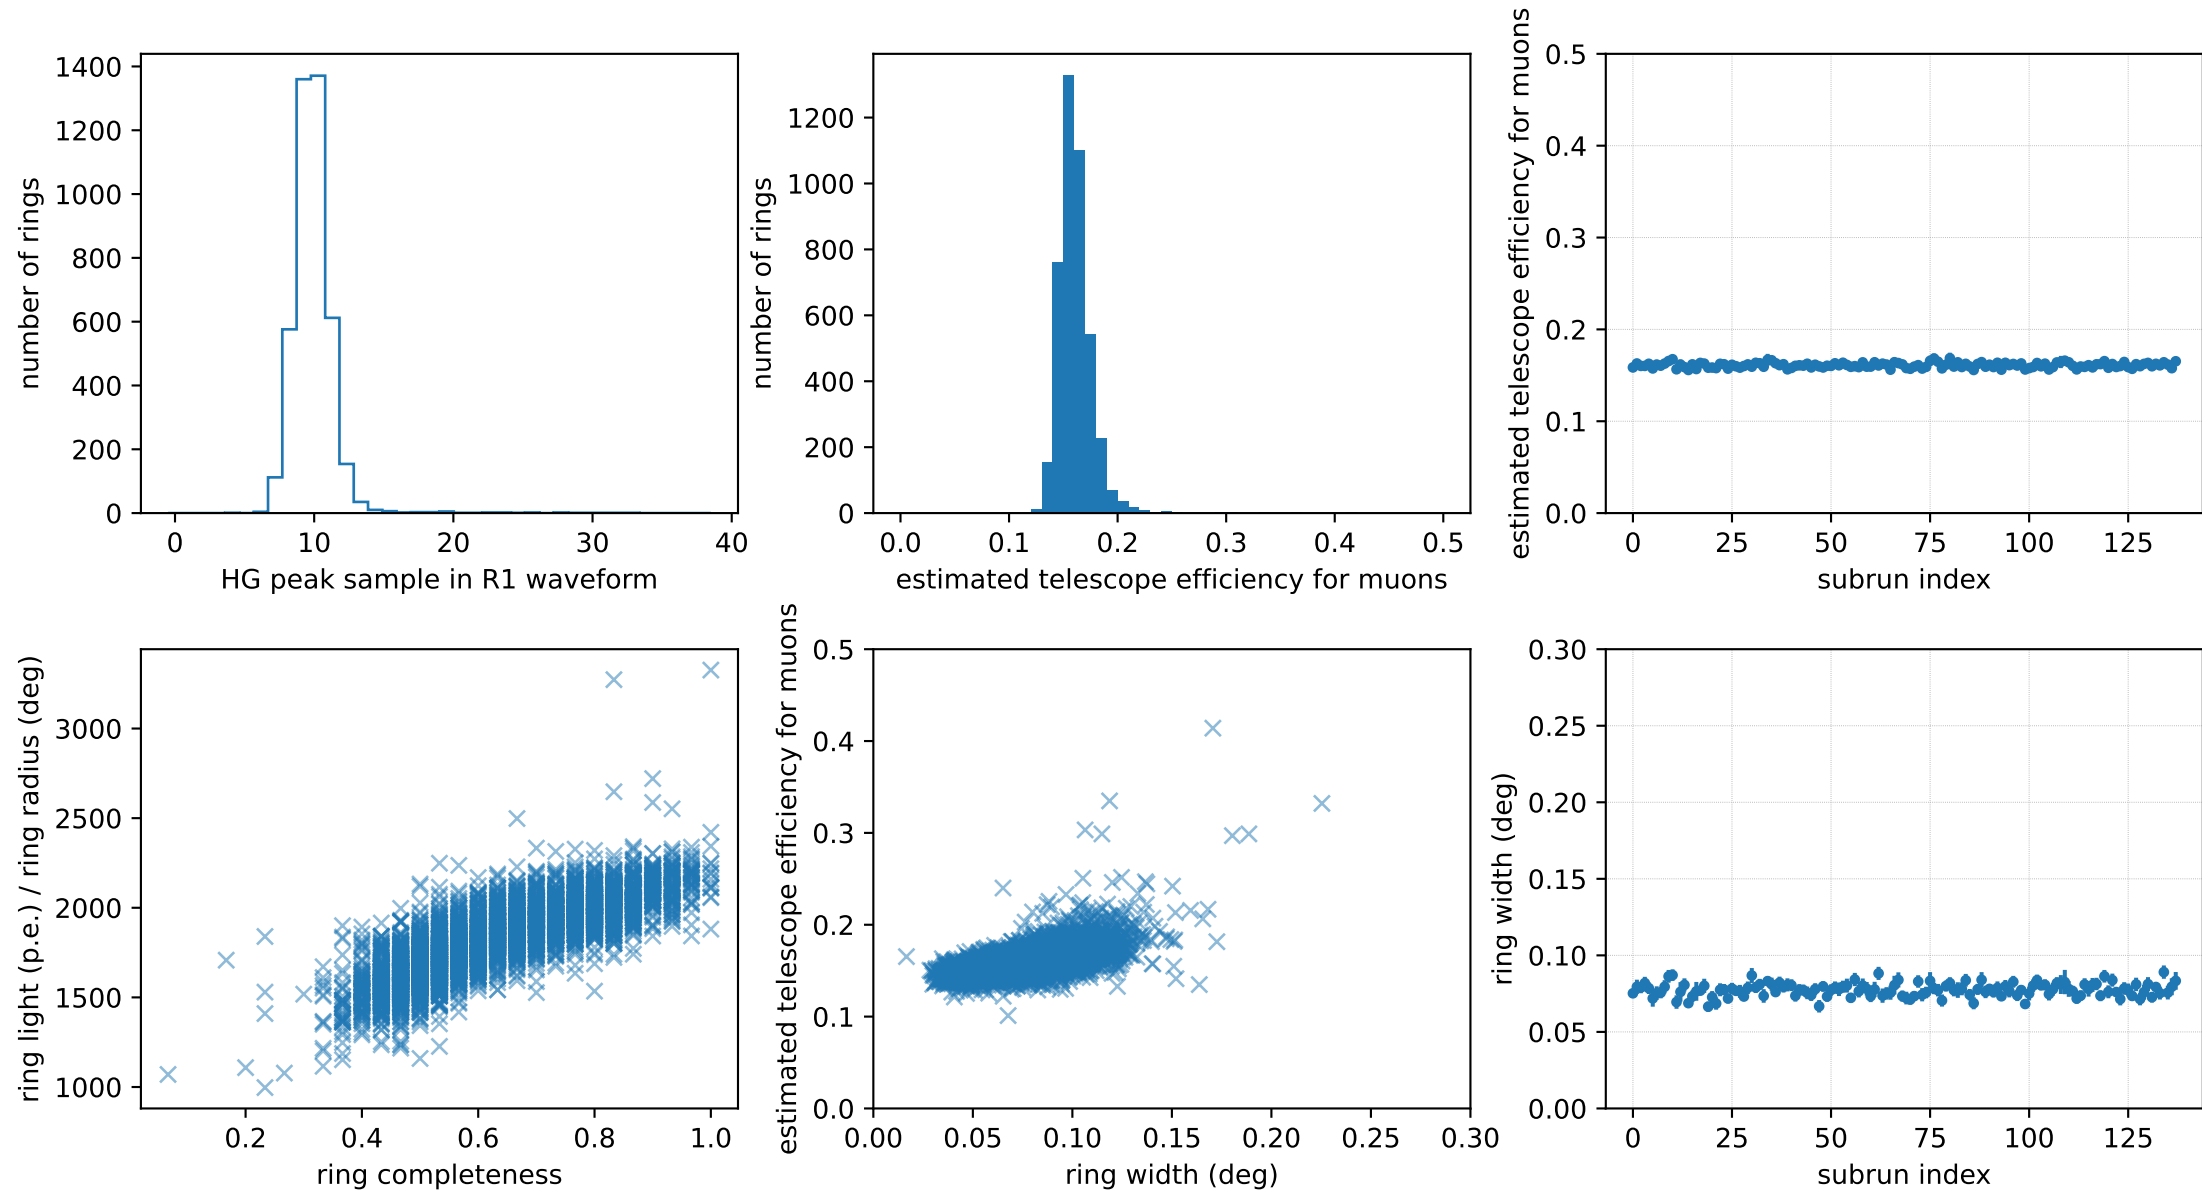 1400
1200
1000
800
600
400
200
0
number of rings
0 10 20 30 40
HG peak sample in R1 waveform
1200
1000
800
600
400
200
0
number of rings
0.0 0.1 0.2 0.3 0.4 0.5
estimated telescope efficiency for muons
0.5
0.4
0.3
0.2
0.1
0.0
estimated telescope efficiency for muons
0 25 50 75 100 125
subrun index
3000
2500
2000
1500
1000
ring light (p.e.) / ring radius (deg)
0.2 0.4 0.6 0.8 1.0
ring completeness
0.5
0.4
0.3
0.2
0.1
0.0
estimated telescope efficiency for muons
0.00 0.05 0.10 0.15 0.20 0.25 0.30
ring width (deg)
0.30
0.25
0.20
0.15
0.10
0.05
0.00
ring width (deg)
0 25 50 75 100 125
subrun index